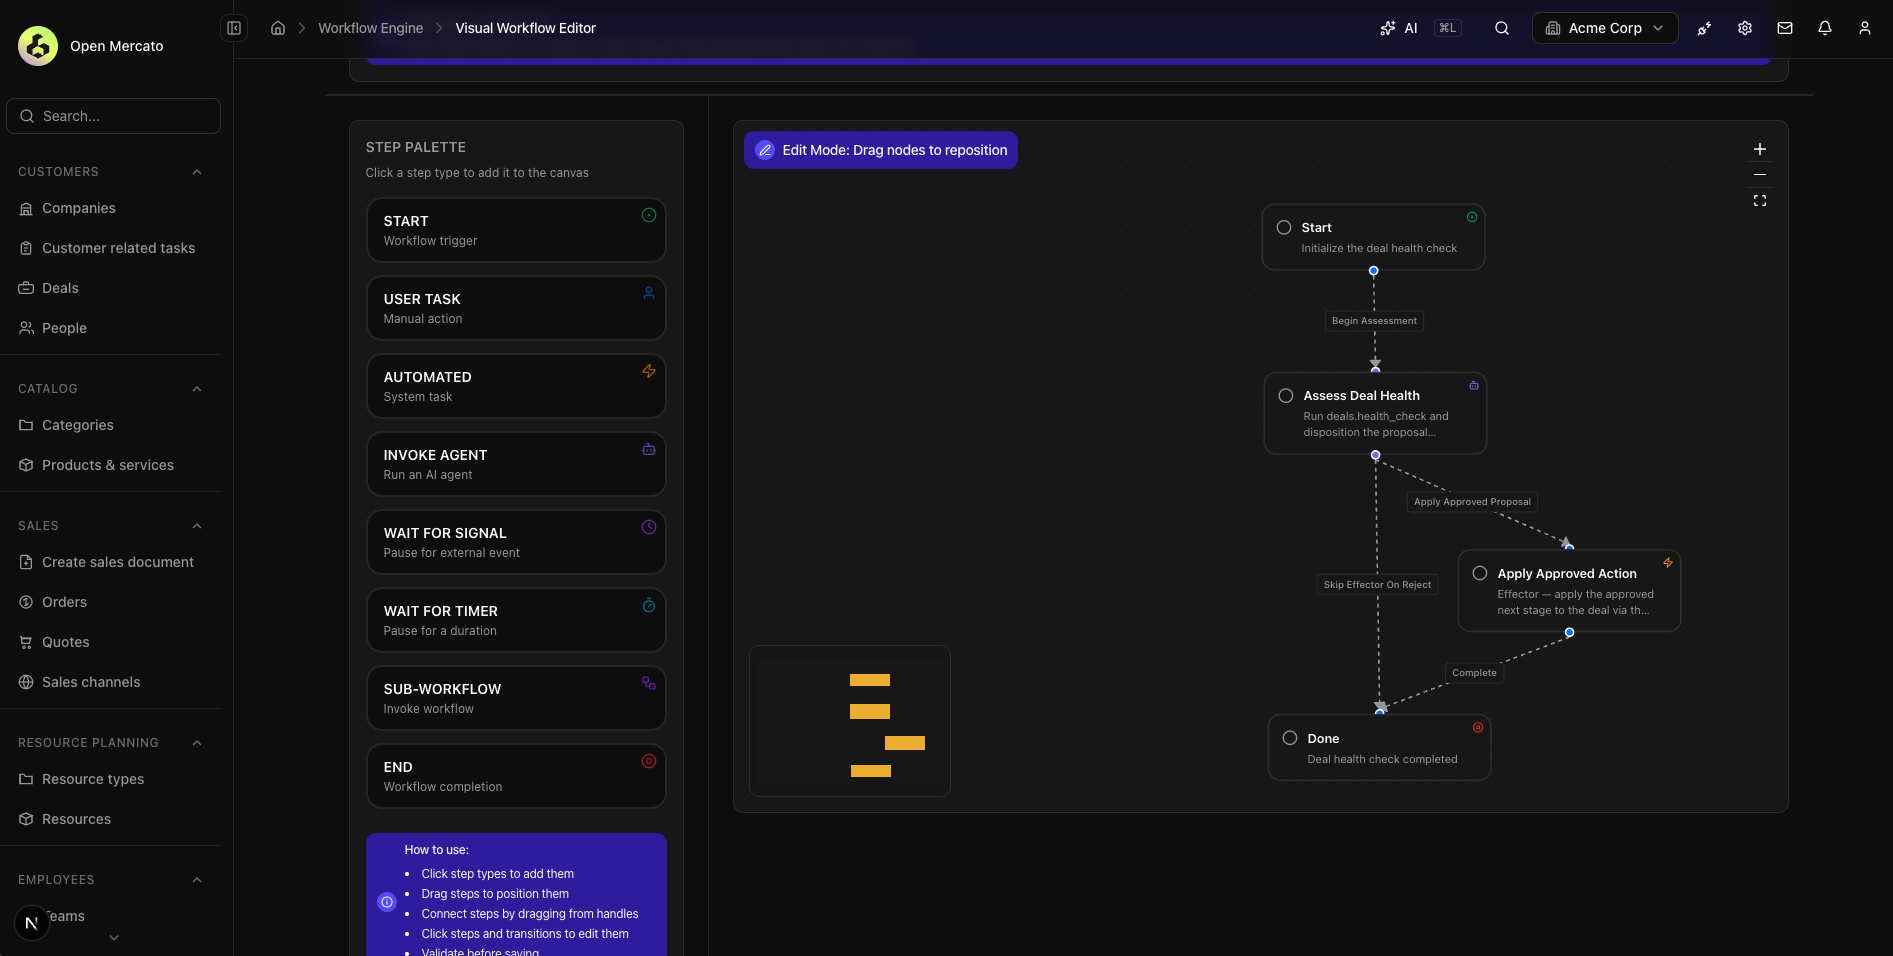 Open Mercato
Workflow Engine
Visual Workflow Editor
AI
⌘L
Acme Corp
Search...
CUSTOMERS
Companies
Customer related tasks
Deals
People
CATALOG
Categories
Products & services
SALES
Create sales document
Orders
Quotes
Sales channels
RESOURCE PLANNING
Resource types
Resources
EMPLOYEES
Teams
N
STEP PALETTE
Click a step type to add it to the canvas
START
Workflow trigger
USER TASK
Manual action
AUTOMATED
System task
INVOKE AGENT
Run an AI agent
WAIT FOR SIGNAL
Pause for external event
WAIT FOR TIMER
Pause for a duration
SUB-WORKFLOW
Invoke workflow
END
Workflow completion
How to use:
• Click step types to add them
• Drag steps to position them
• Connect steps by dragging from handles
• Click steps and transitions to edit them
• Validate before saving
Edit Mode: Drag nodes to reposition
Start
Initialize the deal health check
Begin Assessment
Assess Deal Health
Run deals.health_check and
disposition the proposal...
Apply Approved Proposal
Apply Approved Action
Effector — apply the approved
next stage to the deal via th...
Skip Effector On Reject
Complete
Done
Deal health check completed